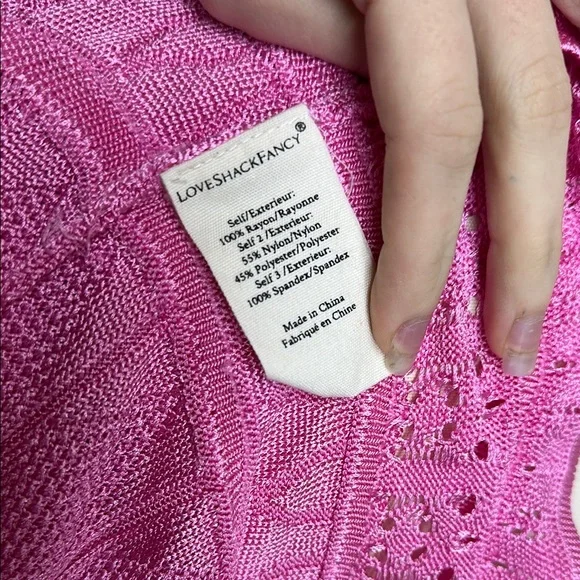 LOVESHACKFANCY®
Self/Exterieur:
100% Rayon/Rayonne
Self 2 /Exterieur:
55% Nylon/Nylon
45% Polyester/Polyester
Self 3 /Exterieur:
100% Spandex/Spandex
Made in China
Fabriqué en Chine